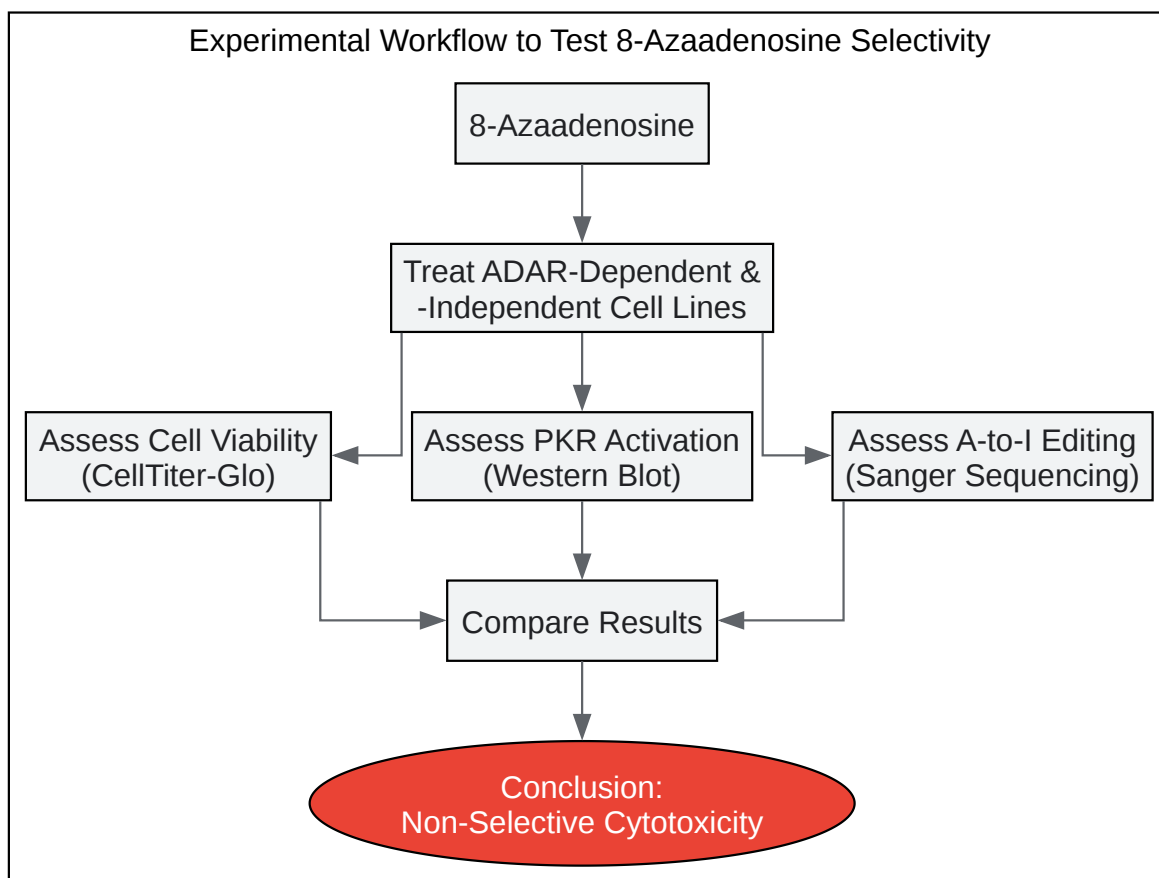 Experimental Workflow to Test 8-Azaadenosine Selectivity
8-Azaadenosine
Treat ADAR-Dependent &
-Independent Cell Lines
Assess Cell Viability
(CellTiter-Glo)
Assess PKR Activation
(Western Blot)
Assess A-to-I Editing
(Sanger Sequencing)
Compare Results
Conclusion:
Non-Selective Cytotoxicity